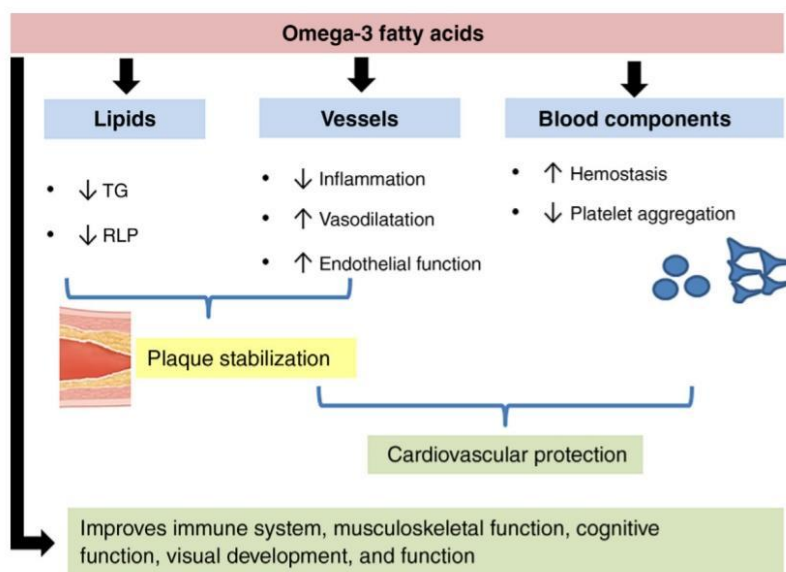 Omega-3 fatty acids
Lipids
• ↓ TG
• ↓ RLP
Vessels
• ↓ Inflammation
• ↑ Vasodilatation
• ↑ Endothelial function
Blood components
• ↑ Hemostasis
• ↓ Platelet aggregation
Plaque stabilization
Cardiovascular protection
Improves immune system, musculoskeletal function, cognitive
function, visual development, and function